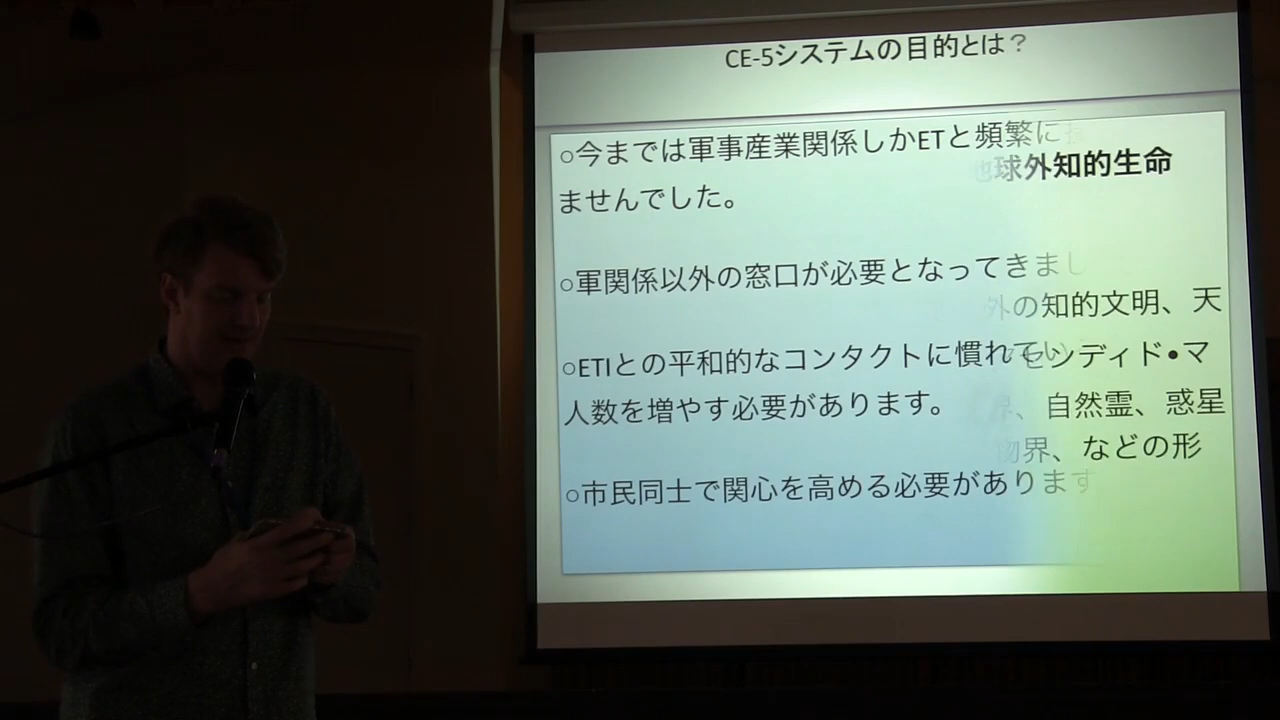 CE-5システムの目的とは？
○今まででは軍事産業関係しかETと頻繁に
球外知的生命
ませんでした。
○軍関係以外の窓口が必要となってきまし
外の知的文明、天
○ETIとの平和的なコンタクトに慣れてい
センディド•マ
人数を増やす必要があります。
界、自然霊、惑星
物界、などの形
○市民同士で関心を高める必要があります